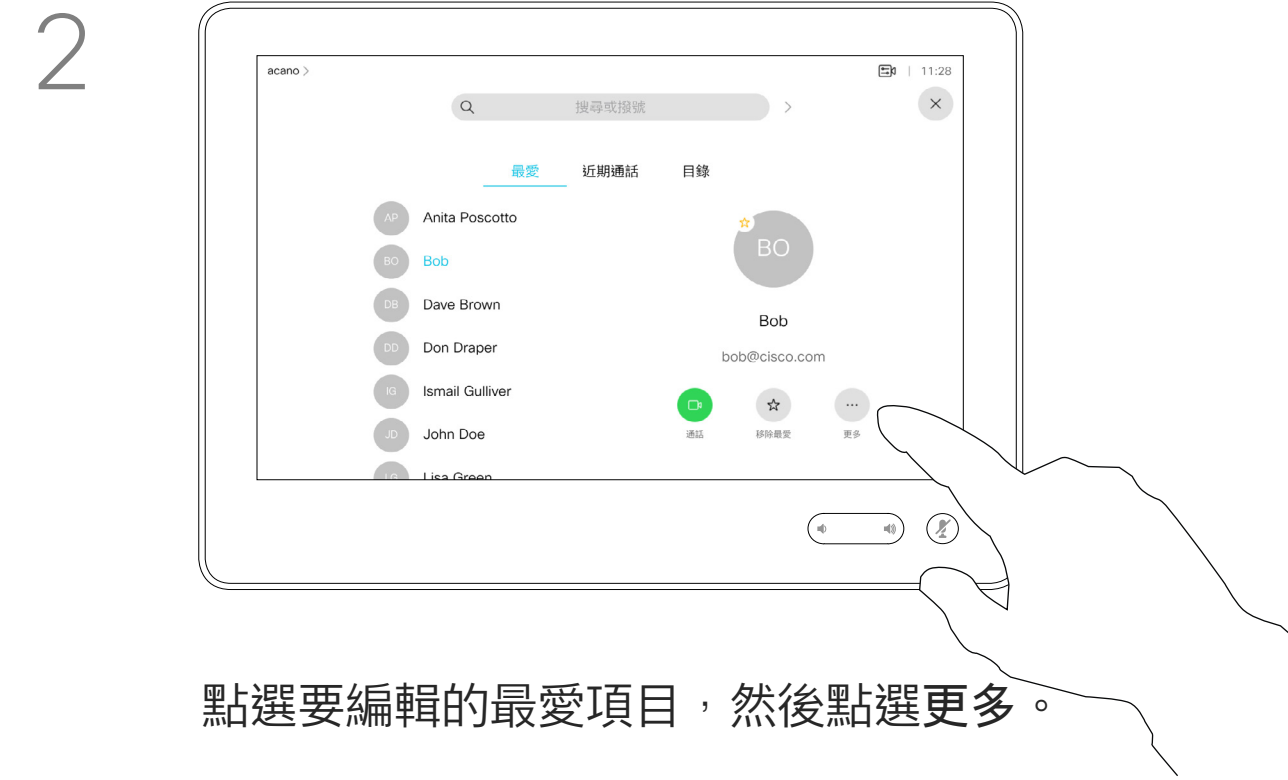 2
acano >
11:28
搜尋或撥號
最愛 近期通話 目錄
AP Anita Poscotto
BO Bob
DB Dave Brown
DD Don Draper
IG Ismail Gulliver
JD John Doe
LG Lisa Green
BO
Bob
bob@cisco.com
通話 移除最愛 更多
點選要編輯的最愛項目，然後點選更多。